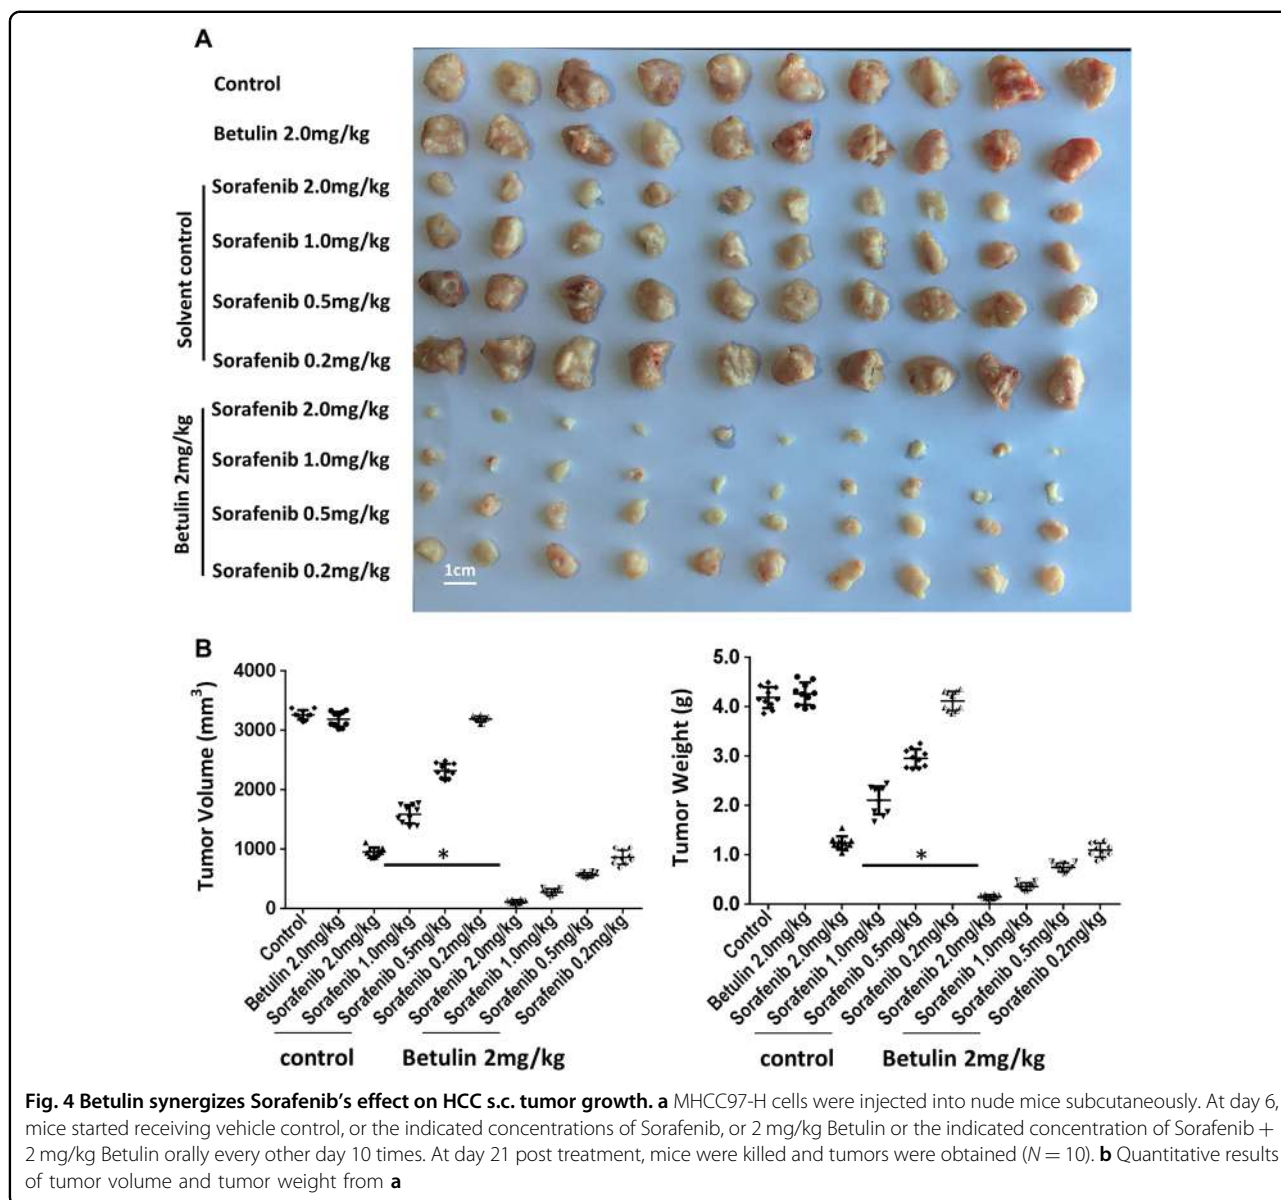 A
Control
Betulin 2.0mg/kg
Solvent control
Sorafenib 2.0mg/kg
Sorafenib 1.0mg/kg
Sorafenib 0.5mg/kg
Sorafenib 0.2mg/kg
Betulin 2mg/kg
Sorafenib 2.0mg/kg
Sorafenib 1.0mg/kg
Sorafenib 0.5mg/kg
Sorafenib 0.2mg/kg
1cm
B
Tumor Volume (mm³)
4000
3000
2000
1000
0
*
Control
Betulin 2.0mg/kg
Sorafenib 2.0mg/kg
Sorafenib 1.0mg/kg
Sorafenib 0.5mg/kg
Sorafenib 0.2mg/kg
Sorafenib 2.0mg/kg
Sorafenib 1.0mg/kg
Sorafenib 0.5mg/kg
Sorafenib 0.2mg/kg
control
Betulin 2mg/kg
Tumor Weight (g)
5.0
4.0
3.0
2.0
1.0
0.0
*
Control
Betulin 2.0mg/kg
Sorafenib 2.0mg/kg
Sorafenib 1.0mg/kg
Sorafenib 0.5mg/kg
Sorafenib 0.2mg/kg
Sorafenib 2.0mg/kg
Sorafenib 1.0mg/kg
Sorafenib 0.5mg/kg
Sorafenib 0.2mg/kg
control
Betulin 2mg/kg
Fig. 4 Betulin synergizes Sorafenib's effect on HCC s.c. tumor growth. a MHCC97-H cells were injected into nude mice subcutaneously. At day 6,
mice started receiving vehicle control, or the indicated concentrations of Sorafenib, or 2 mg/kg Betulin or the indicated concentration of Sorafenib +
2 mg/kg Betulin orally every other day 10 times. At day 21 post treatment, mice were killed and tumors were obtained (N = 10). b Quantitative results
of tumor volume and tumor weight from a